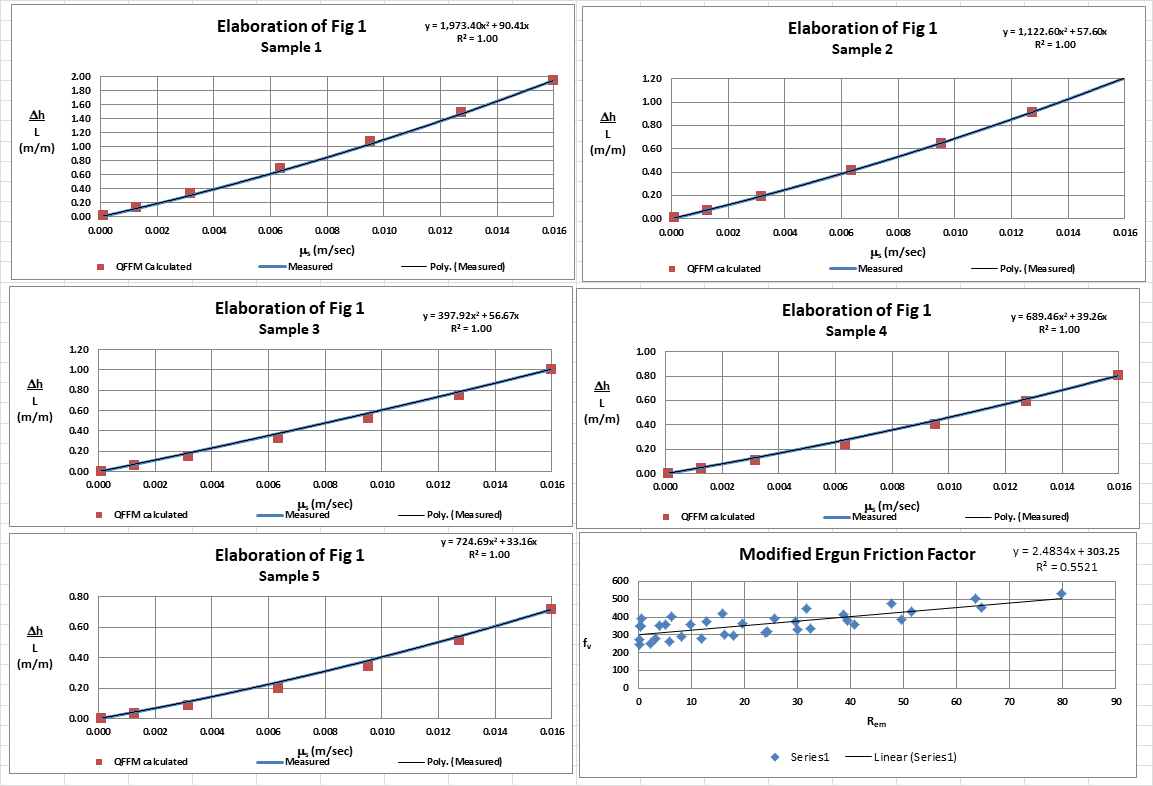 Elaboration of Fig 1
Sample 1
y = 1,973.40x² + 90.41x
R² = 1.00
Δh
L
(m/m)
2.00
1.80
1.60
1.40
1.20
1.00
0.80
0.60
0.40
0.20
0.00
0.000 0.002 0.004 0.006 0.008 0.010 0.012 0.014 0.016
μs (m/sec)
QFFM Calculated Measured Poly. (Measured)
Elaboration of Fig 1
Sample 2
y = 1,122.60x² + 57.60x
R² = 1.00
Δh
L
(m/m)
1.20
1.00
0.80
0.60
0.40
0.20
0.00
0.000 0.002 0.004 0.006 0.008 0.010 0.012 0.014 0.016
μs (m/sec)
QFFM calculated Measured Poly. (Measured)
Elaboration of Fig 1
Sample 3
y = 397.92x² + 56.67x
R² = 1.00
Δh
L
(m/m)
1.20
1.00
0.80
0.60
0.40
0.20
0.00
0.000 0.002 0.004 0.006 0.008 0.010 0.012 0.014 0.016
μs (m/sec)
QFFM calculated Measured Poly. (Measured)
Elaboration of Fig 1
Sample 4
y = 689.46x² + 39.26x
R² = 1.00
Δh
L
(m/m)
1.00
0.80
0.60
0.40
0.20
0.00
0.000 0.002 0.004 0.006 0.008 0.010 0.012 0.014 0.016
μs (m/sec)
QFFM calculated Measured Poly. (Measured)
Elaboration of Fig 1
Sample 5
y = 724.69x² + 33.16x
R² = 1.00
Δh
L
(m/m)
0.80
0.60
0.40
0.20
0.00
0.000 0.002 0.004 0.006 0.008 0.010 0.012 0.014 0.016
μs (m/sec)
QFFM calculated Measured Poly. (Measured)
Modified Ergun Friction Factor
y = 2.4834x + 303.25
R² = 0.5521
fv
600
500
400
300
200
100
0
0 10 20 30 40 50 60 70 80 90
Rem
Series1 Linear (Series1)